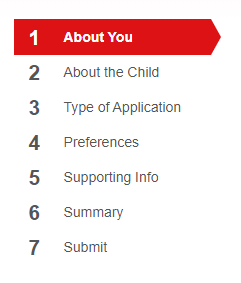 1 About You
2 About the Child
3 Type of Application
4 Preferences
5 Supporting Info
6 Summary
7 Submit